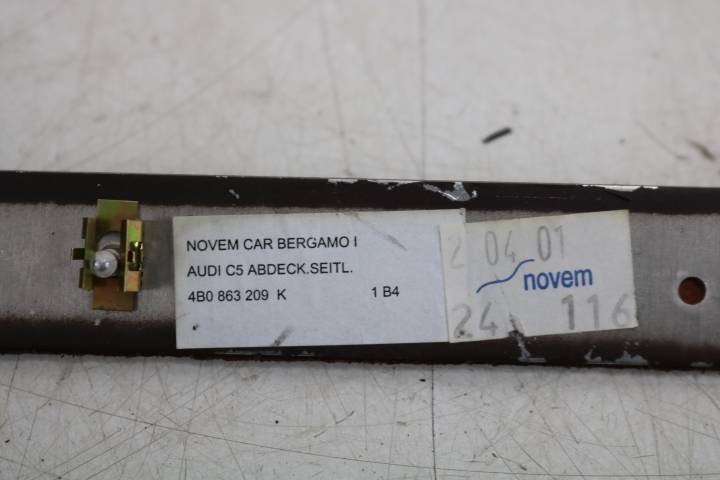 NOVEM CAR BERGAMO I
AUDI C5 ABDECK.SEITL.
4B0 863 209 K 1 B4
2 04 01
novem
24 116